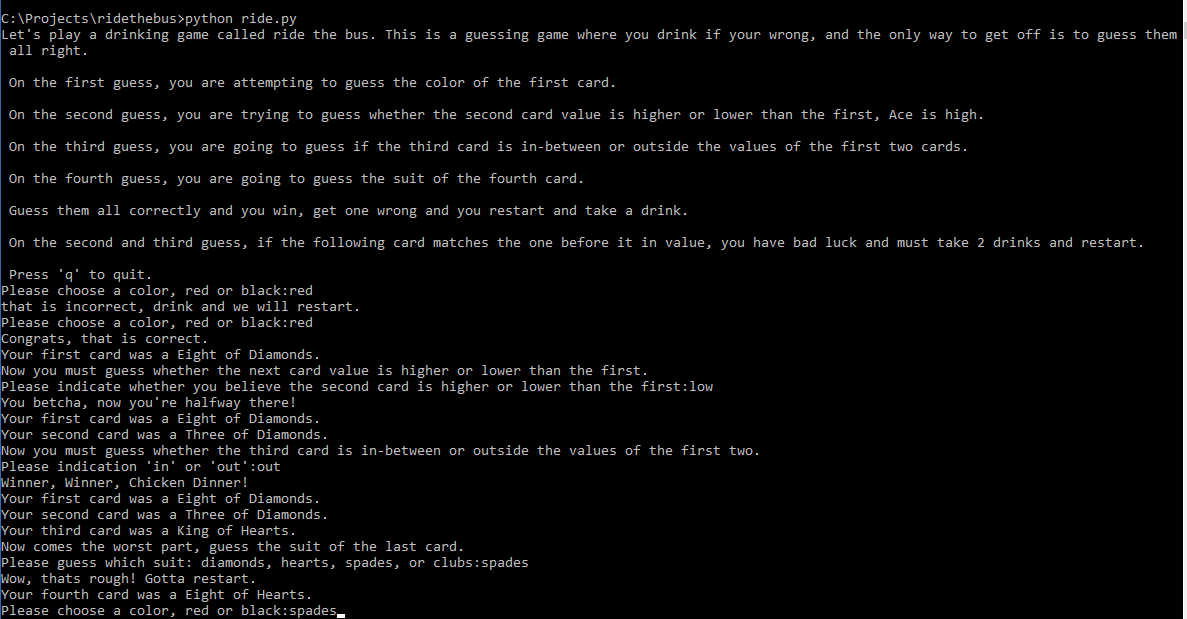 C:\Projects\ridethebus>python ride.py
Let's play a drinking game called ride the bus. This is a guessing game where you drink if your wrong, and the only way to get off is to guess them
all right.
On the first guess, you are attempting to guess the color of the first card.
On the second guess, you are trying to guess whether the second card value is higher or lower than the first, Ace is high.
On the third guess, you are going to guess if the third card is in-between or outside the values of the first two cards.
On the fourth guess, you are going to guess the suit of the fourth card.
Guess them all correctly and you win, get one wrong and you restart and take a drink.
On the second and third guess, if the following card matches the one before it in value, you have bad luck and must take 2 drinks and restart.
Press 'q' to quit.
Please choose a color, red or black:red
that is incorrect, drink and we will restart.
Please choose a color, red or black:red
Congrats, that is correct.
Your first card was a Eight of Diamonds.
Now you must guess whether the next card value is higher or lower than the first.
Please indicate whether you believe the second card is higher or lower than the first:low
You betcha, now you're halfway there!
Your first card was a Eight of Diamonds.
Your second card was a Three of Diamonds.
Now you must guess whether the third card is in-between or outside the values of the first two.
Please indication 'in' or 'out':out
Winner, Winner, Chicken Dinner!
Your first card was a Eight of Diamonds.
Your second card was a Three of Diamonds.
Your third card was a King of Hearts.
Now comes the worst part, guess the suit of the last card.
Please guess which suit: diamonds, hearts, spades, or clubs:spades
Wow, thats rough! Gotta restart.
Your fourth card was a Eight of Hearts.
Please choose a color, red or black:spades